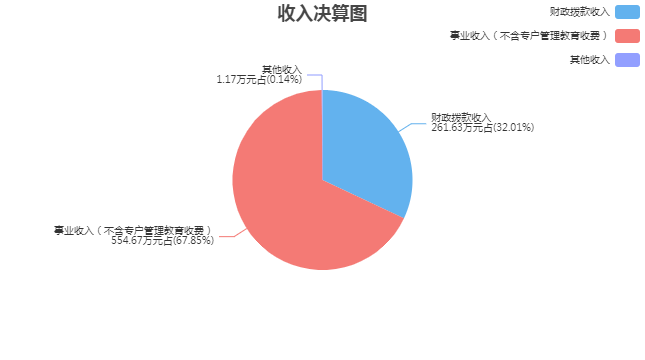 收入决算图
财政拨款收入
事业收入（不含专户管理教育收费）
其他收入
其他收入
1.17万元占(0.14%)
财政拨款收入
261.63万元占(32.01%)
事业收入（不含专户管理教育收费）
554.67万元占(67.85%)